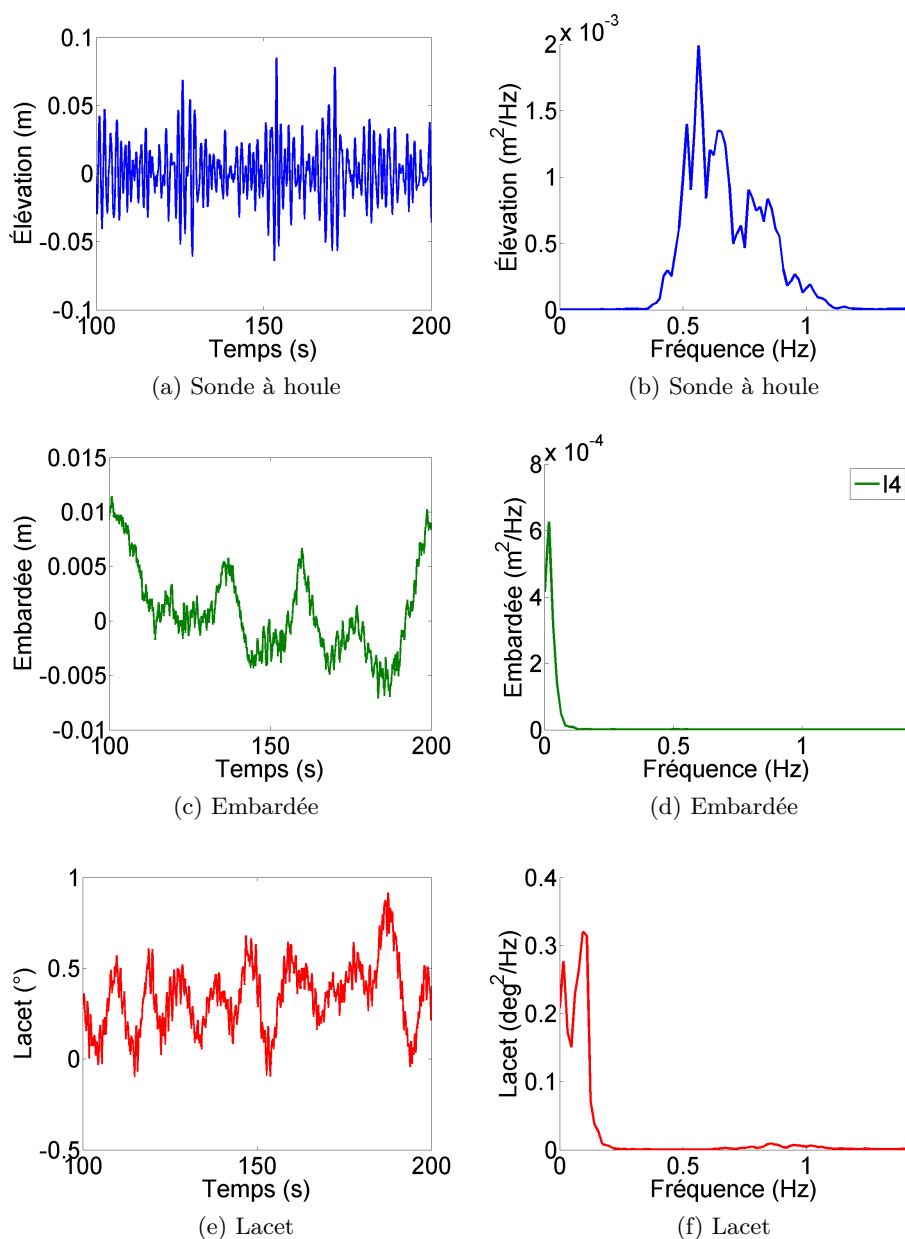 0.1
0.05
0
-0.05
-0.1
100
150
200
Élévation (m)
Temps (s)
(a) Sonde à houle
2 x 10^-3
1.5
1
0.5
0
0
0.5
1
Élévation (m^2/Hz)
Fréquence (Hz)
(b) Sonde à houle
0.015
0.01
0.005
0
-0.005
-0.01
100
150
200
Embardée (m)
Temps (s)
(c) Embardée
8 x 10^-4
6
4
2
0
0
0.5
1
I4
Embardée (m^2/Hz)
Fréquence (Hz)
(d) Embardée
1
0.5
0
-0.5
100
150
200
Lacet (°)
Temps (s)
(e) Lacet
0.4
0.3
0.2
0.1
0
0
0.5
1
Lacet (deg^2/Hz)
Fréquence (Hz)
(f) Lacet